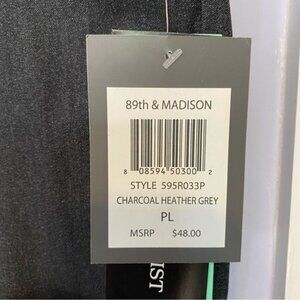 89th & MADISON
8 08594 50300 2
STYLE 595R033P
CHARCOAL HEATHER GREY
PL
MSRP $48.00